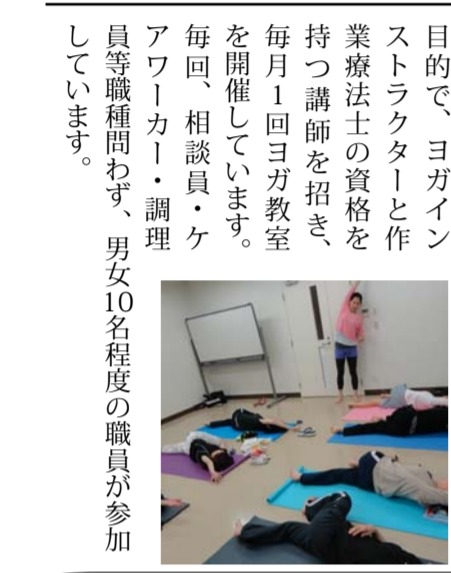 目的で、ヨガイン
ストラクターと作
業療法士の資格を
持つ講師を招き、
毎月1回ヨガ教室
を開催しています。
毎回、相談員・ケ
アワーカー・調理
員等職種問わず、男女10名程度の職員が参加
しています。